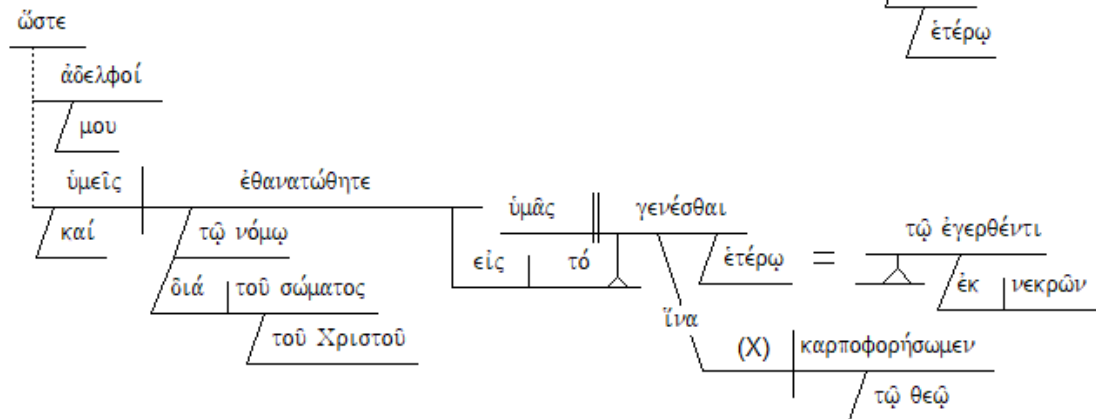 ἑτέρῳ
ὥστε
ἀδελφοί
μου
ὑμεῖς ἐθανατώθητε
ὑμᾶς γενέσθαι
καί τῷ νόμῳ
εἰς τό ἑτέρῳ = τῷ ἐγερθέντι
διά τοῦ σώματος
ἐκ νεκρῶν
τοῦ Χριστοῦ
ἵνα
(X) καρποφορήσωμεν
τῷ θεῷ